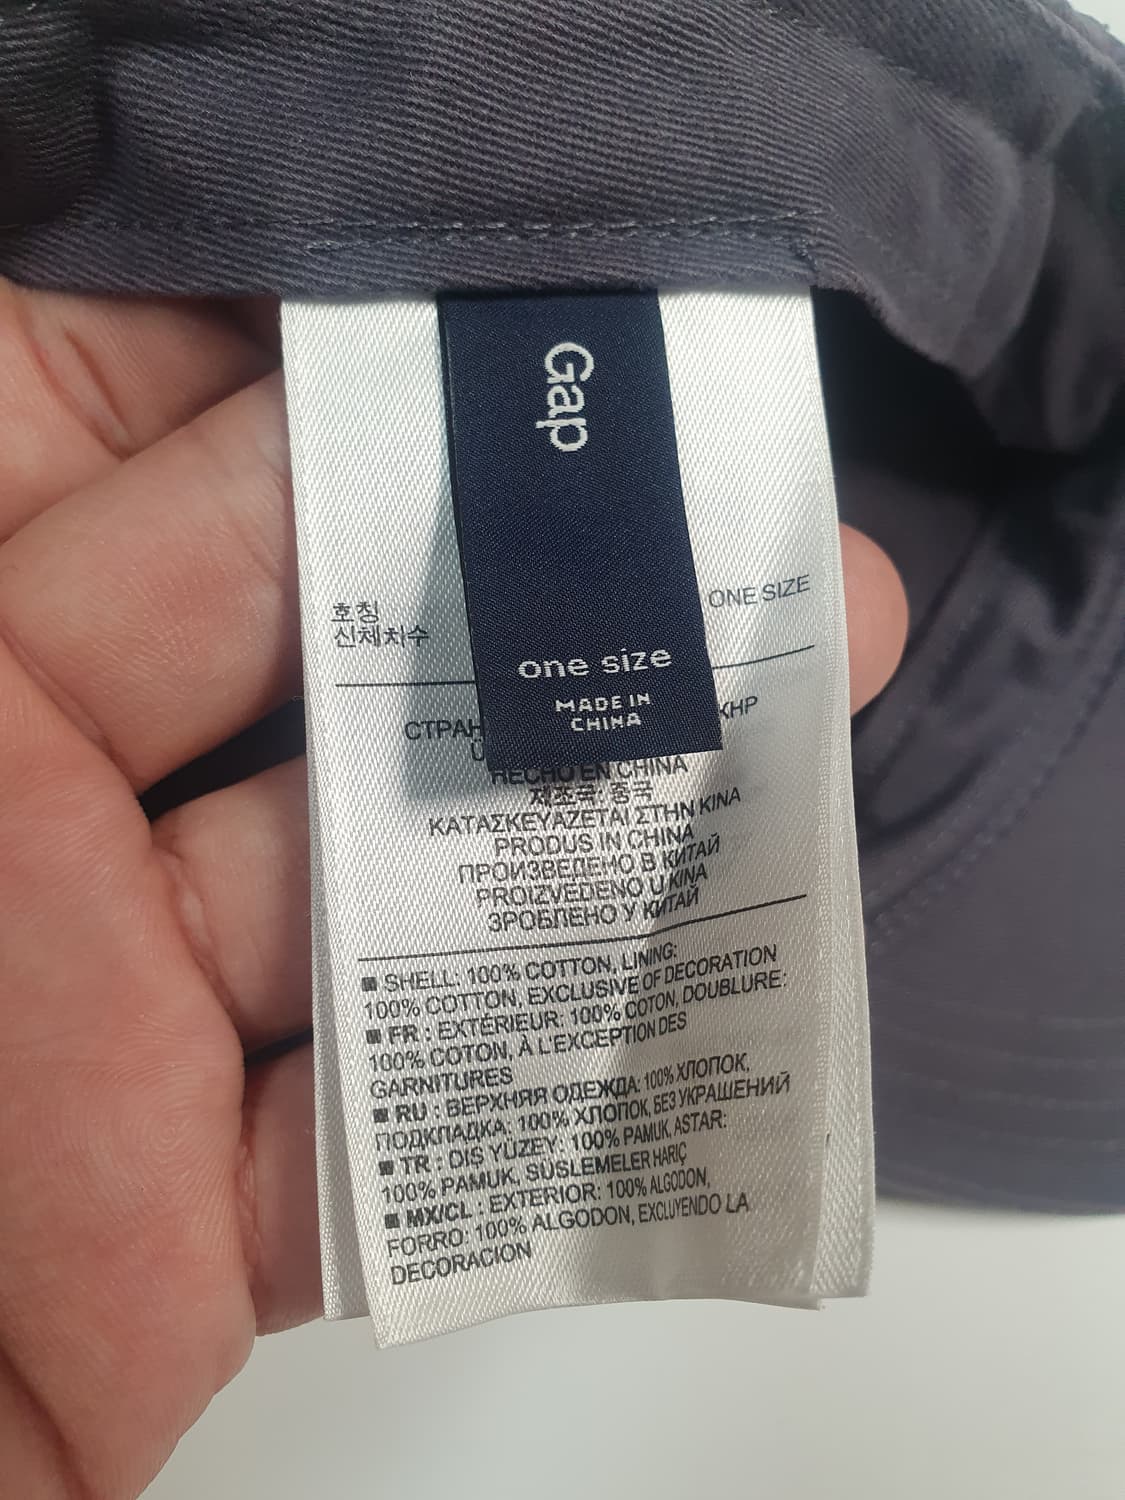 Gap
one size
MADE IN
CHINA
호칭
신체치수
ONE SIZE
HECHO EN CHINA
제조국: 중국
ΚΑΤΑΣΚΕΥΑΖΕΤΑΙ ΣΤΗΝ ΚΙΝΑ
PRODUS IN CHINA
ПРОИЗВЕДЕНО В КИТАЙ
PROIZVEDENO U KINA
ЗРОБЛЕНО У КИТАЙ
■ SHELL: 100% COTTON, LINING:
100% COTTON, EXCLUSIVE OF DECORATION
■ FR : EXTÉRIEUR: 100% COTON, DOUBLURE:
100% COTON, À L'EXCEPTION DES
GARNITURES
■ RU : ВЕРХНЯЯ ОДЕЖДА: 100% ХЛОПОК,
ПОДКЛАДКА: 100% ХЛОПОК, БЕЗ УКРАШЕНИЙ
■ TR : DIS YÜZEY: 100% PAMUK, ASTAR:
100% PAMUK, SÜSLEMELER HARIÇ
■ MX/CL : EXTERIOR: 100% ALGODON,
FORRO: 100% ALGODON, EXCLUYENDO LA
DECORACION